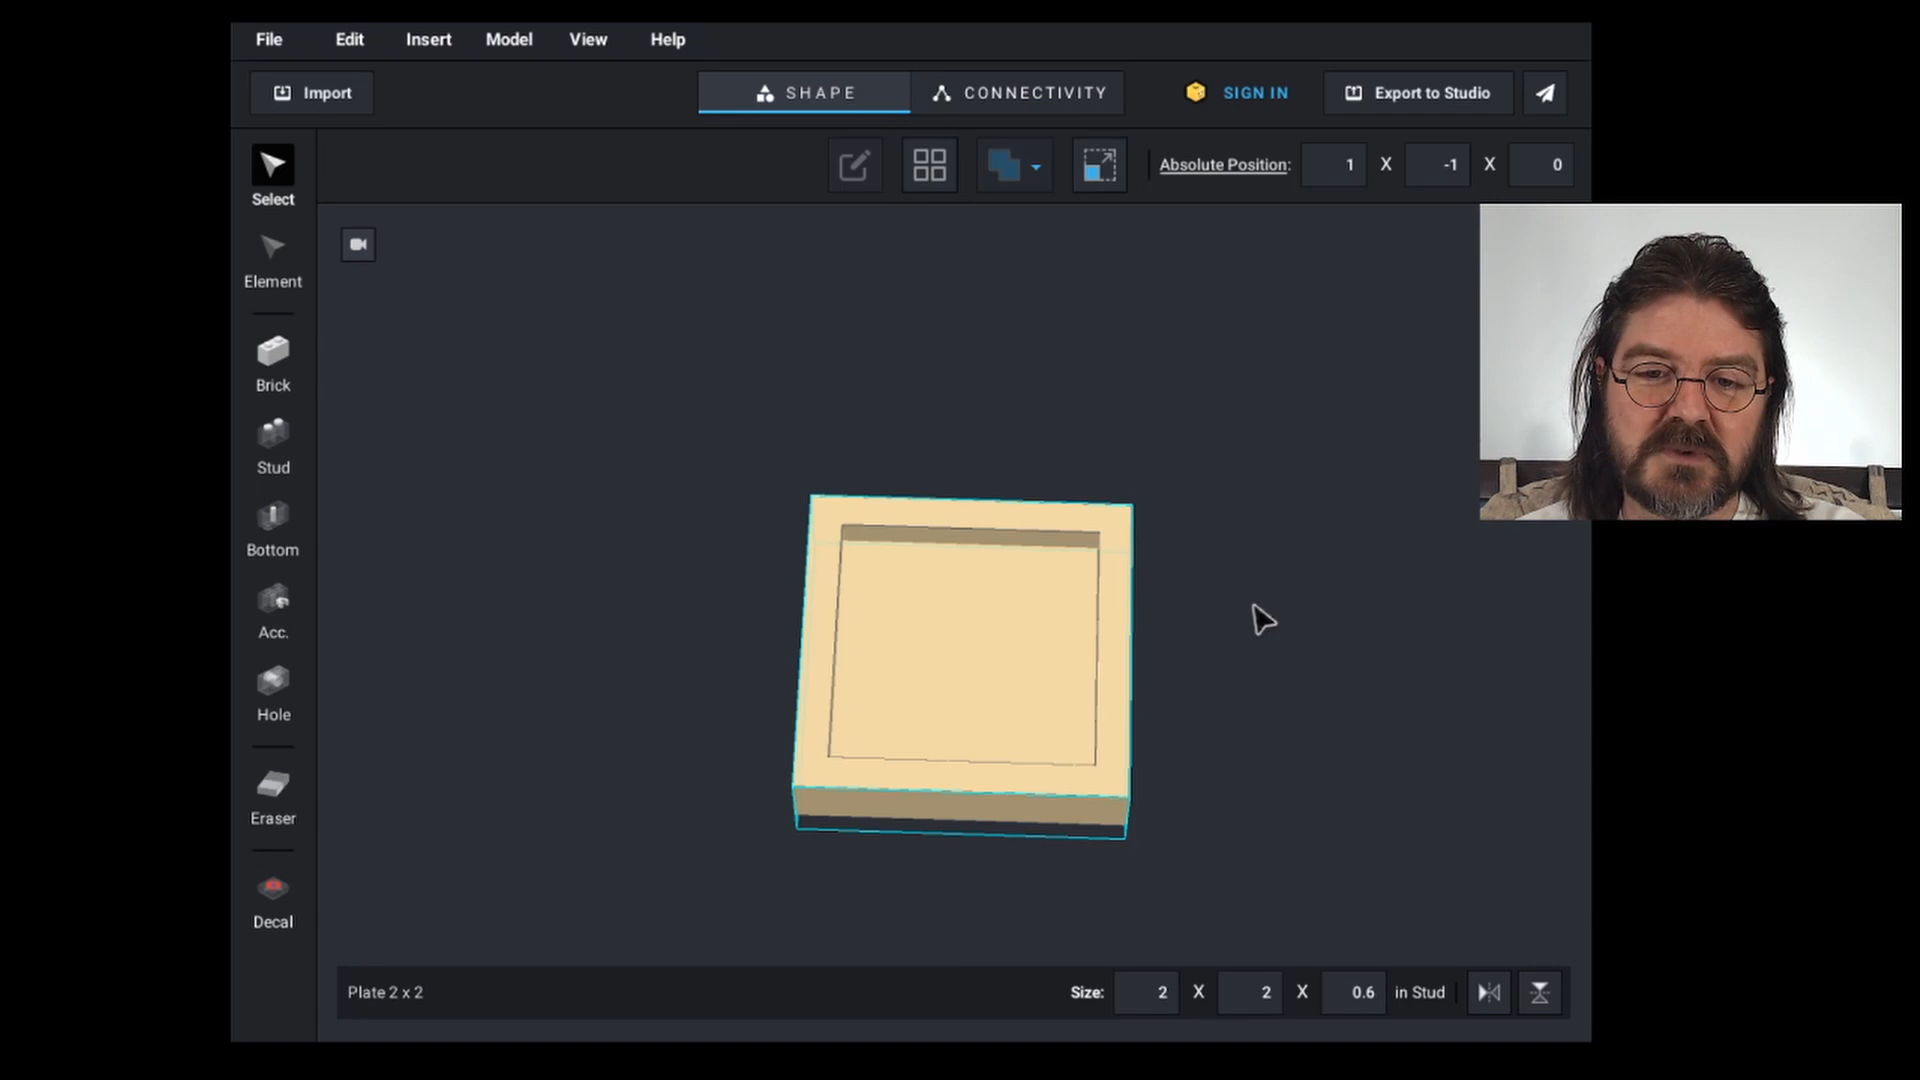 File Edit Insert Model View Help
Import SHAPE CONNECTIVITY SIGN IN Export to Studio
Absolute Position: 1 X -1 X 0
Select
Element
Brick
Stud
Bottom
Acc.
Hole
Eraser
Decal
Plate 2 x 2 Size: 2 X 2 X 0.6 in Stud